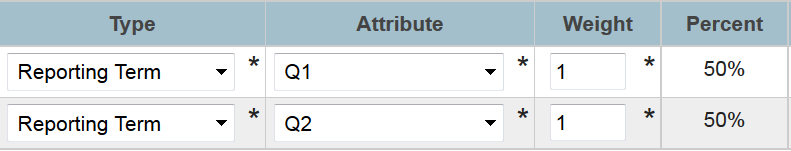 Type Attribute Weight Percent
Reporting Term * Q1 * 1 * 50%
Reporting Term * Q2 * 1 * 50%